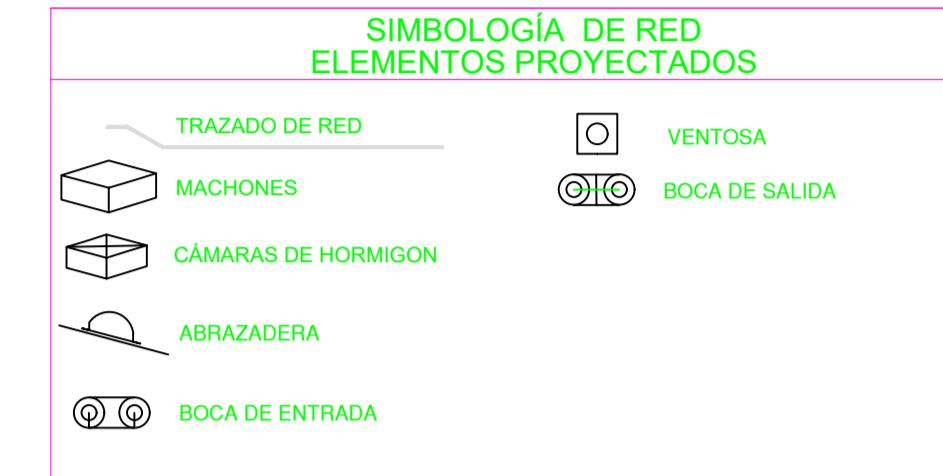 SIMBOLOGÍA DE RED
ELEMENTOS PROYECTADOS
TRAZADO DE RED
MACHONES
CÁMARAS DE HORMIGON
ABRAZADERA
BOCA DE ENTRADA
VENTOSA
BOCA DE SALIDA